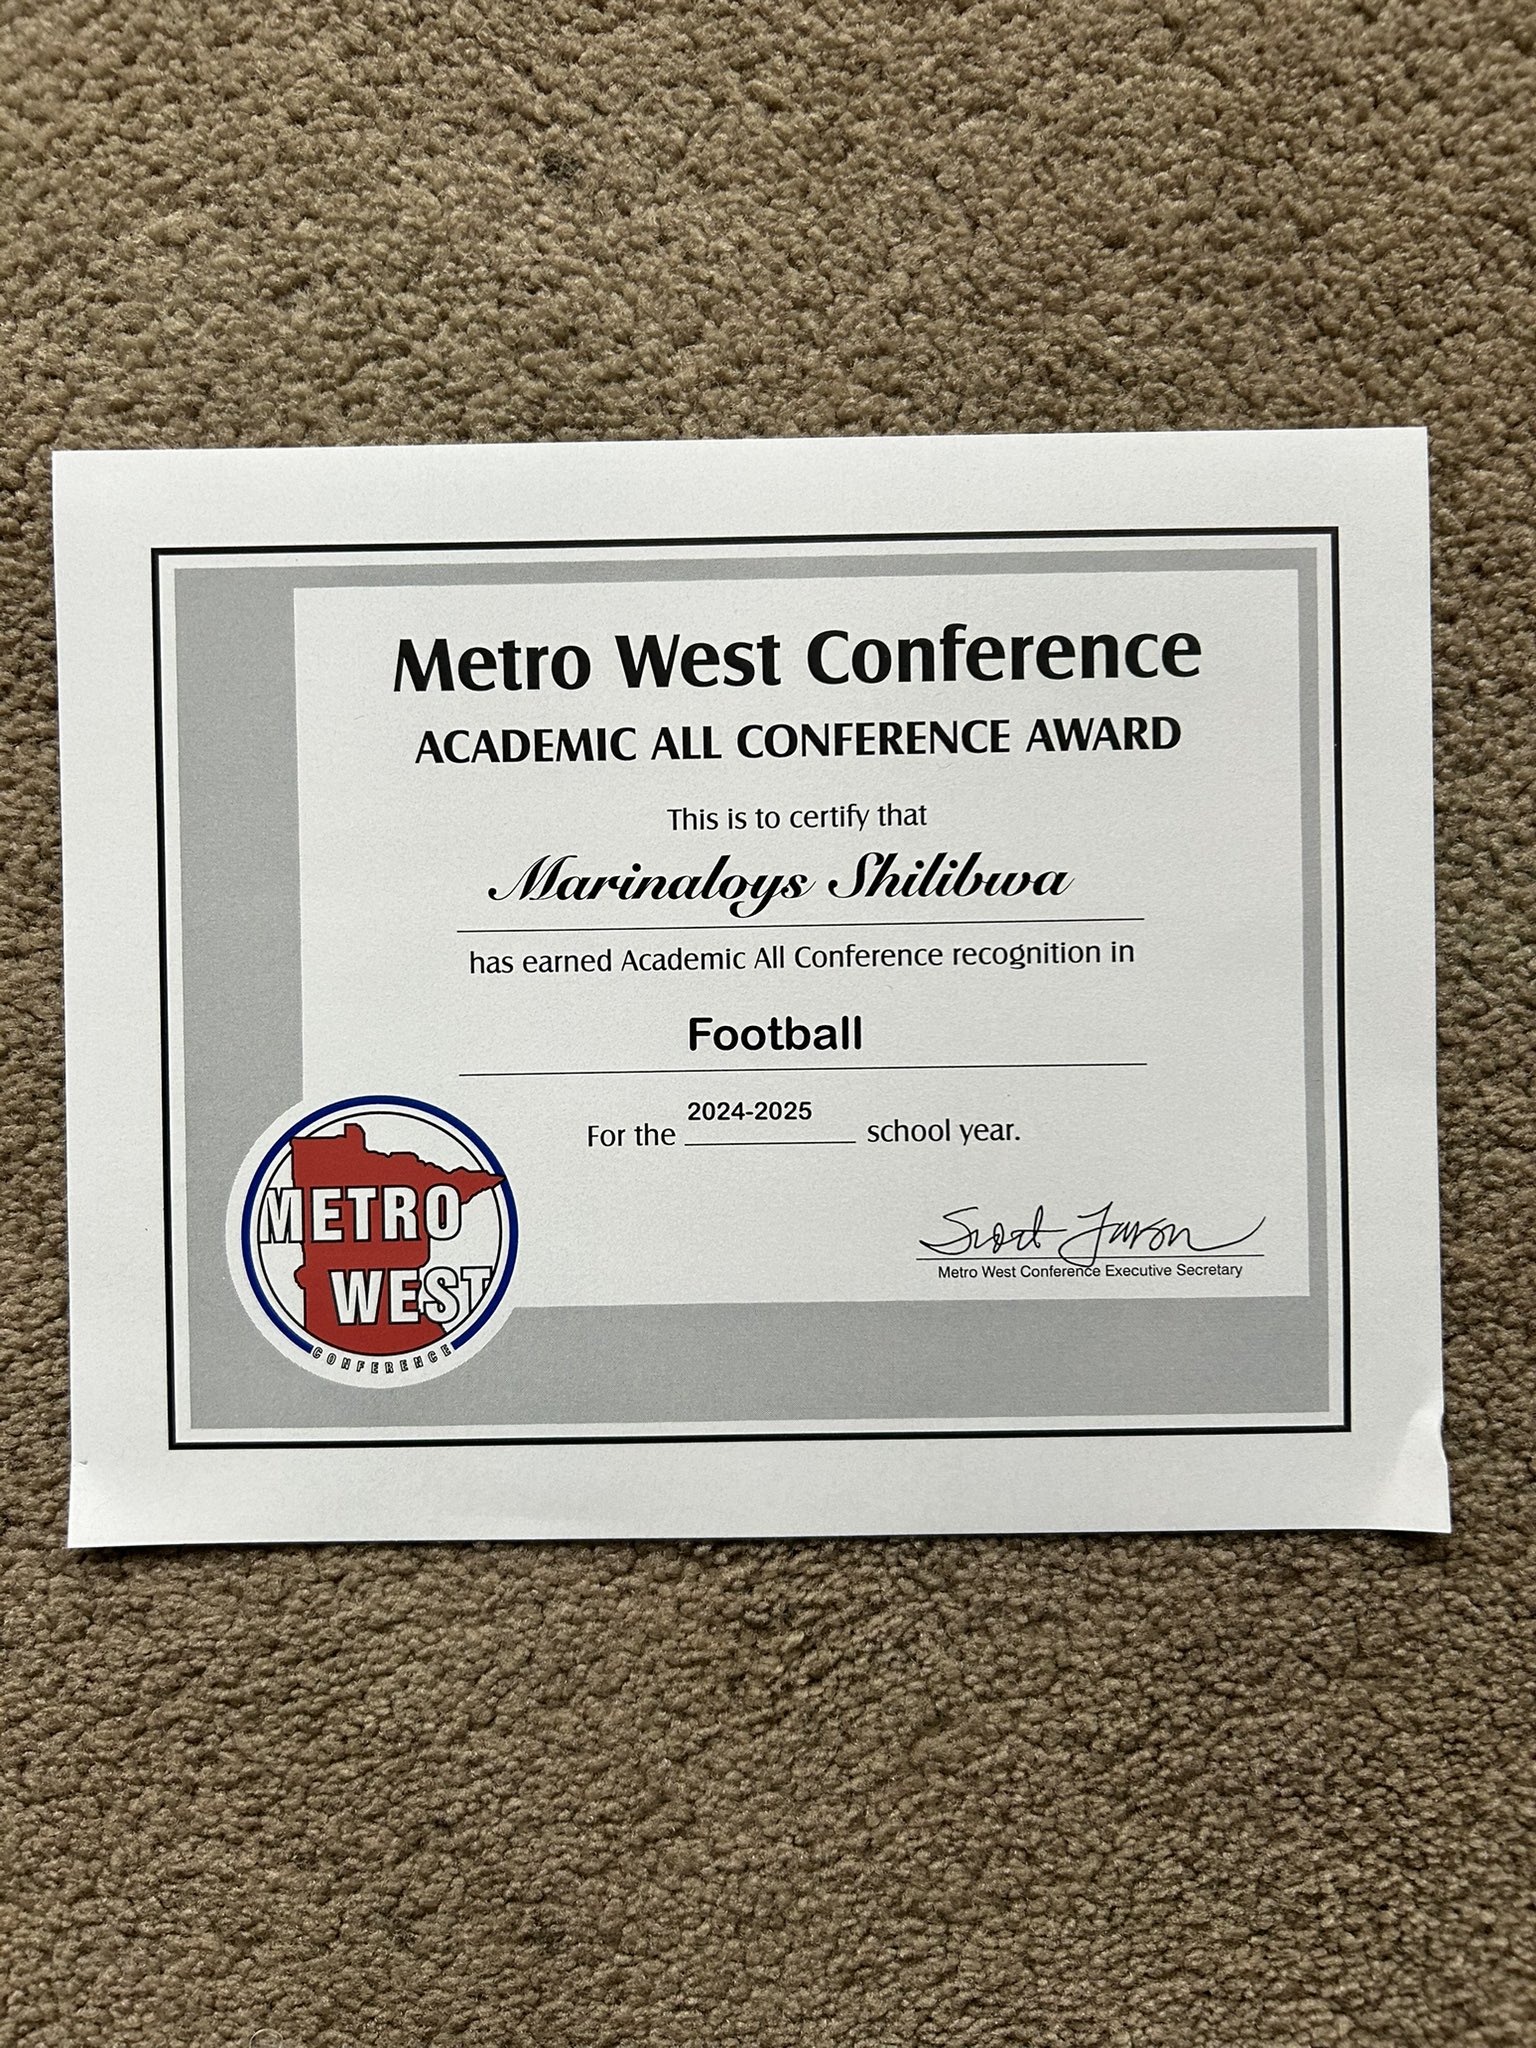 Metro West Conference
ACADEMIC ALL CONFERENCE AWARD
This is to certify that
Marinaloys Shilibwa
has earned Academic All Conference recognition in
Football
For the 2024-2025 school year.
Metro West Conference Executive Secretary
METRO
WEST
CONFERENCE